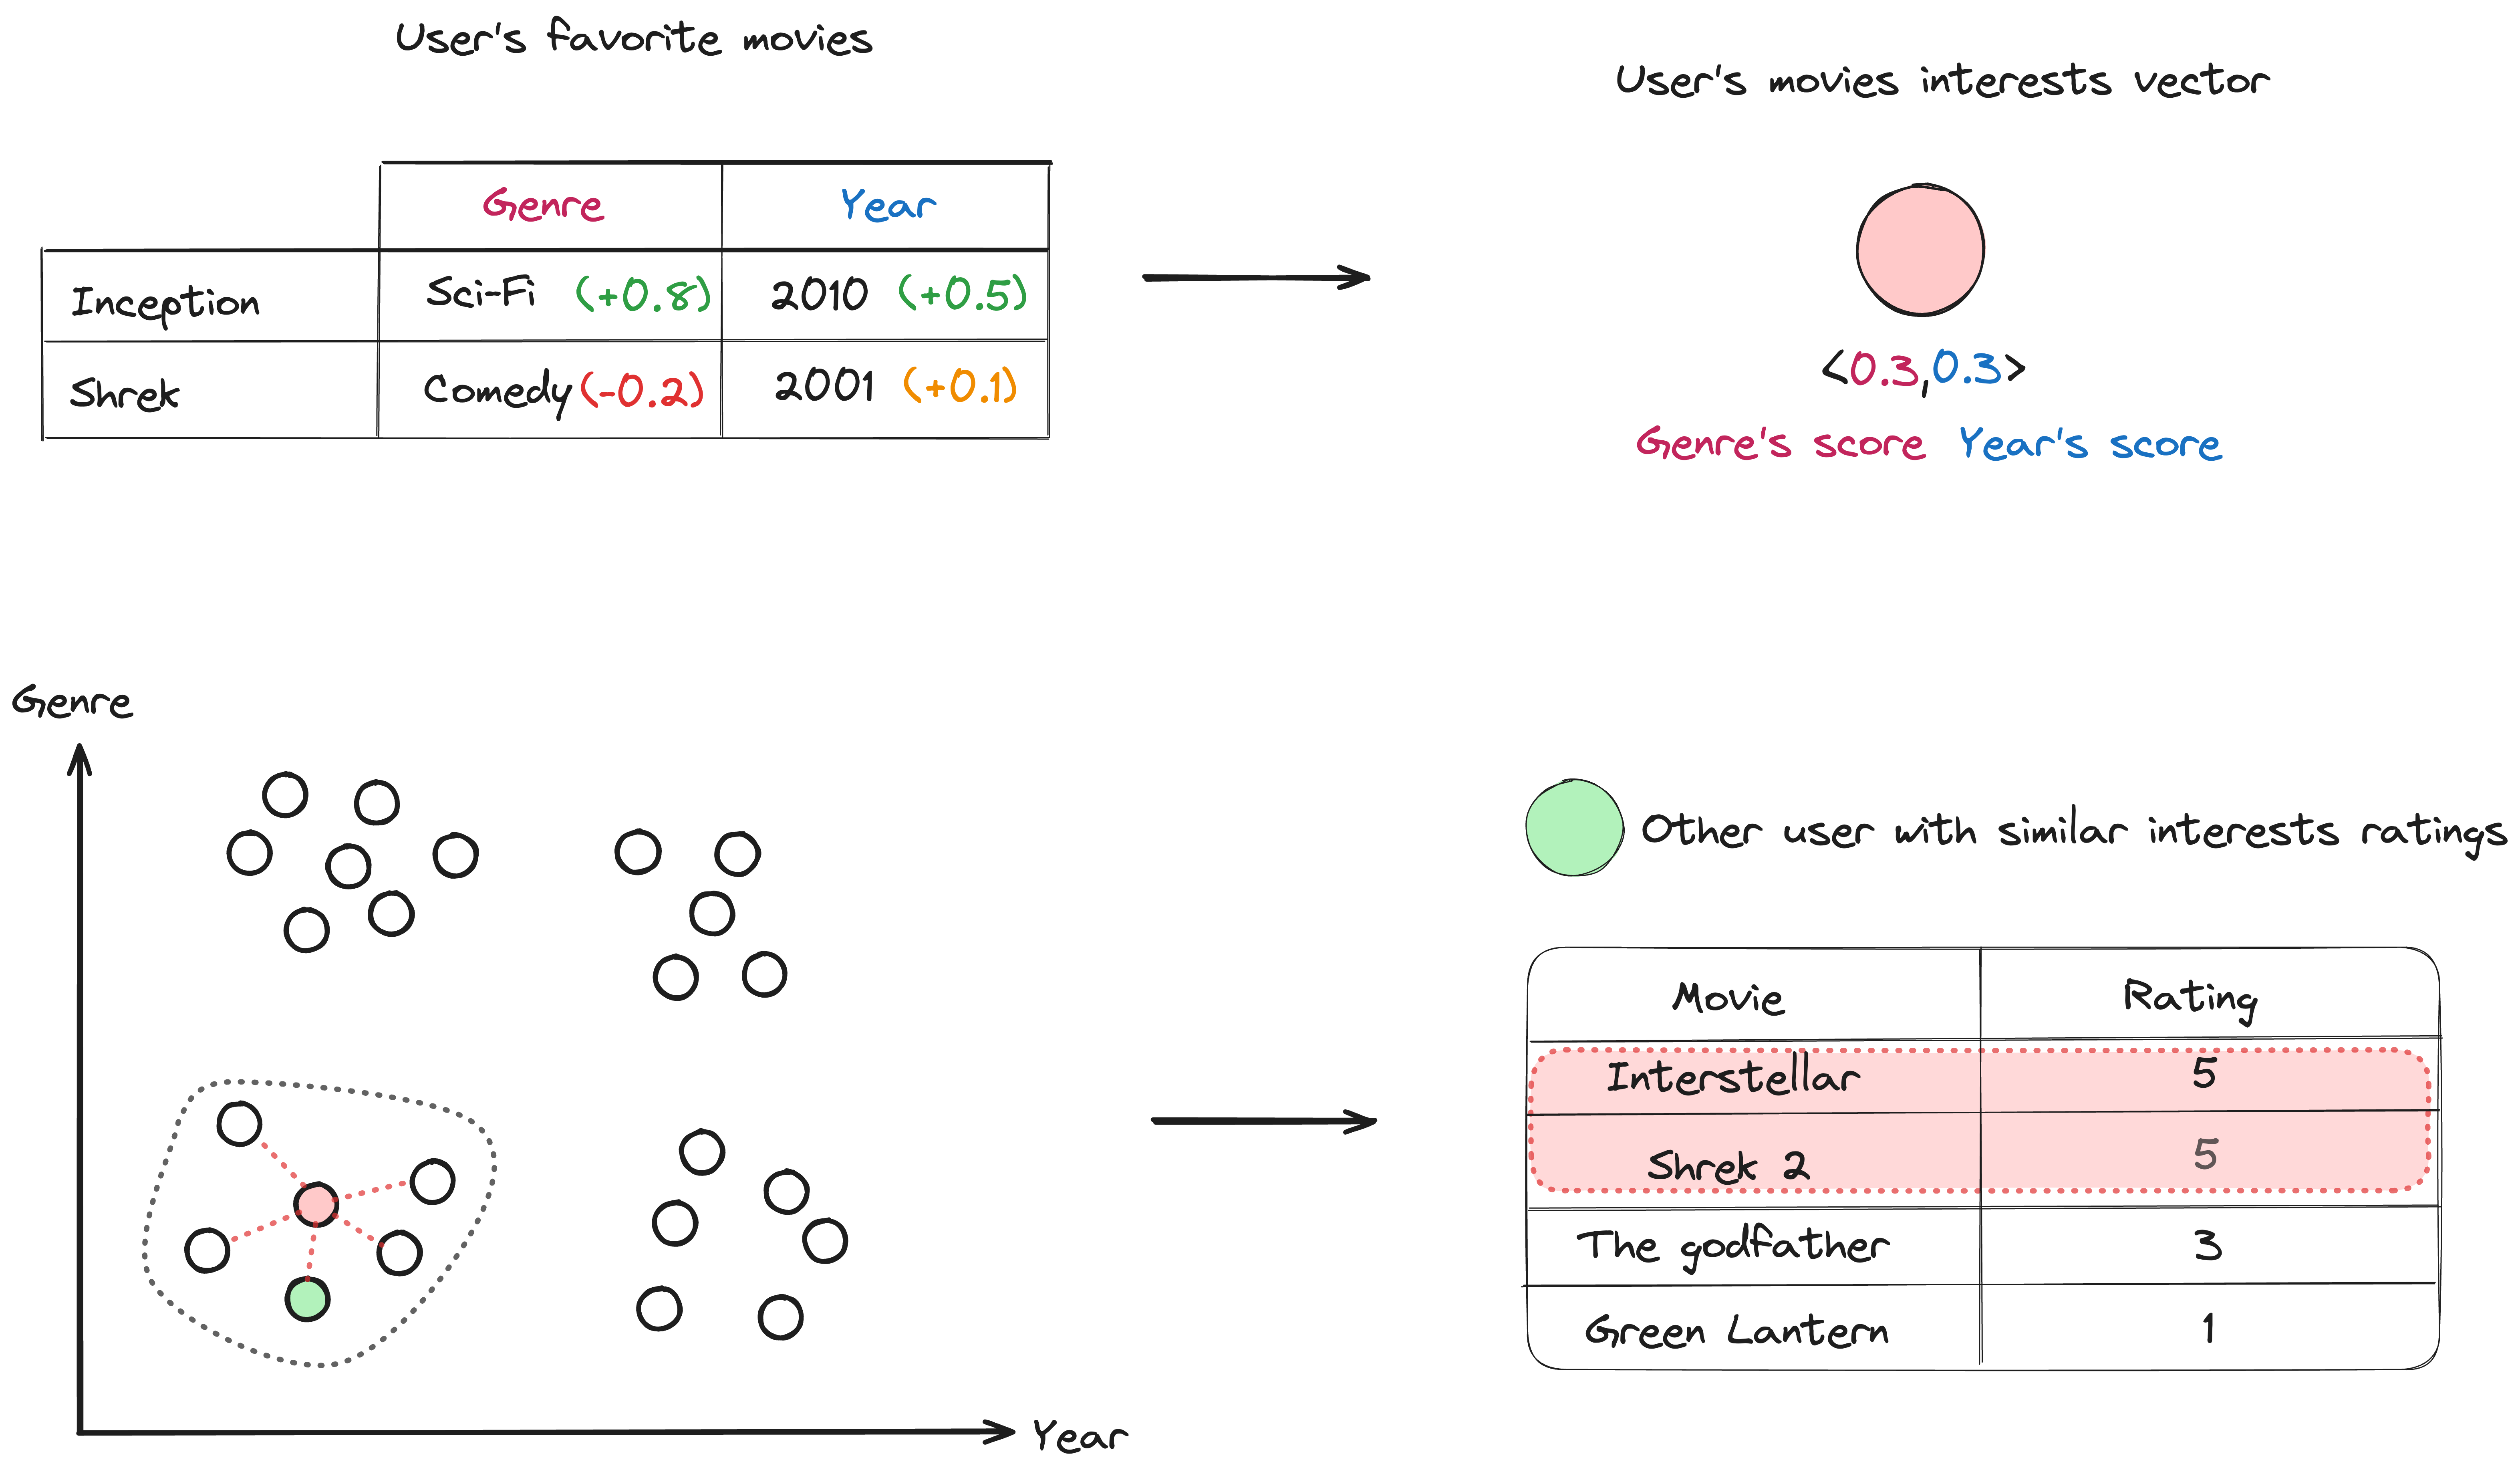 User's favorite movies
User's movies interests vector
Genre Year
Inception Sci-Fi (+0.8) 2010 (+0.5)
Shrek Comedy (-0.2) 2001 (+0.1)
<0.3,0.3>
Genre's score Year's score
Genre
Other user with similar interests ratings
Movie Rating
Interstellar 5
Shrek 2 5
The godfather 3
Green Lantern 1
Year